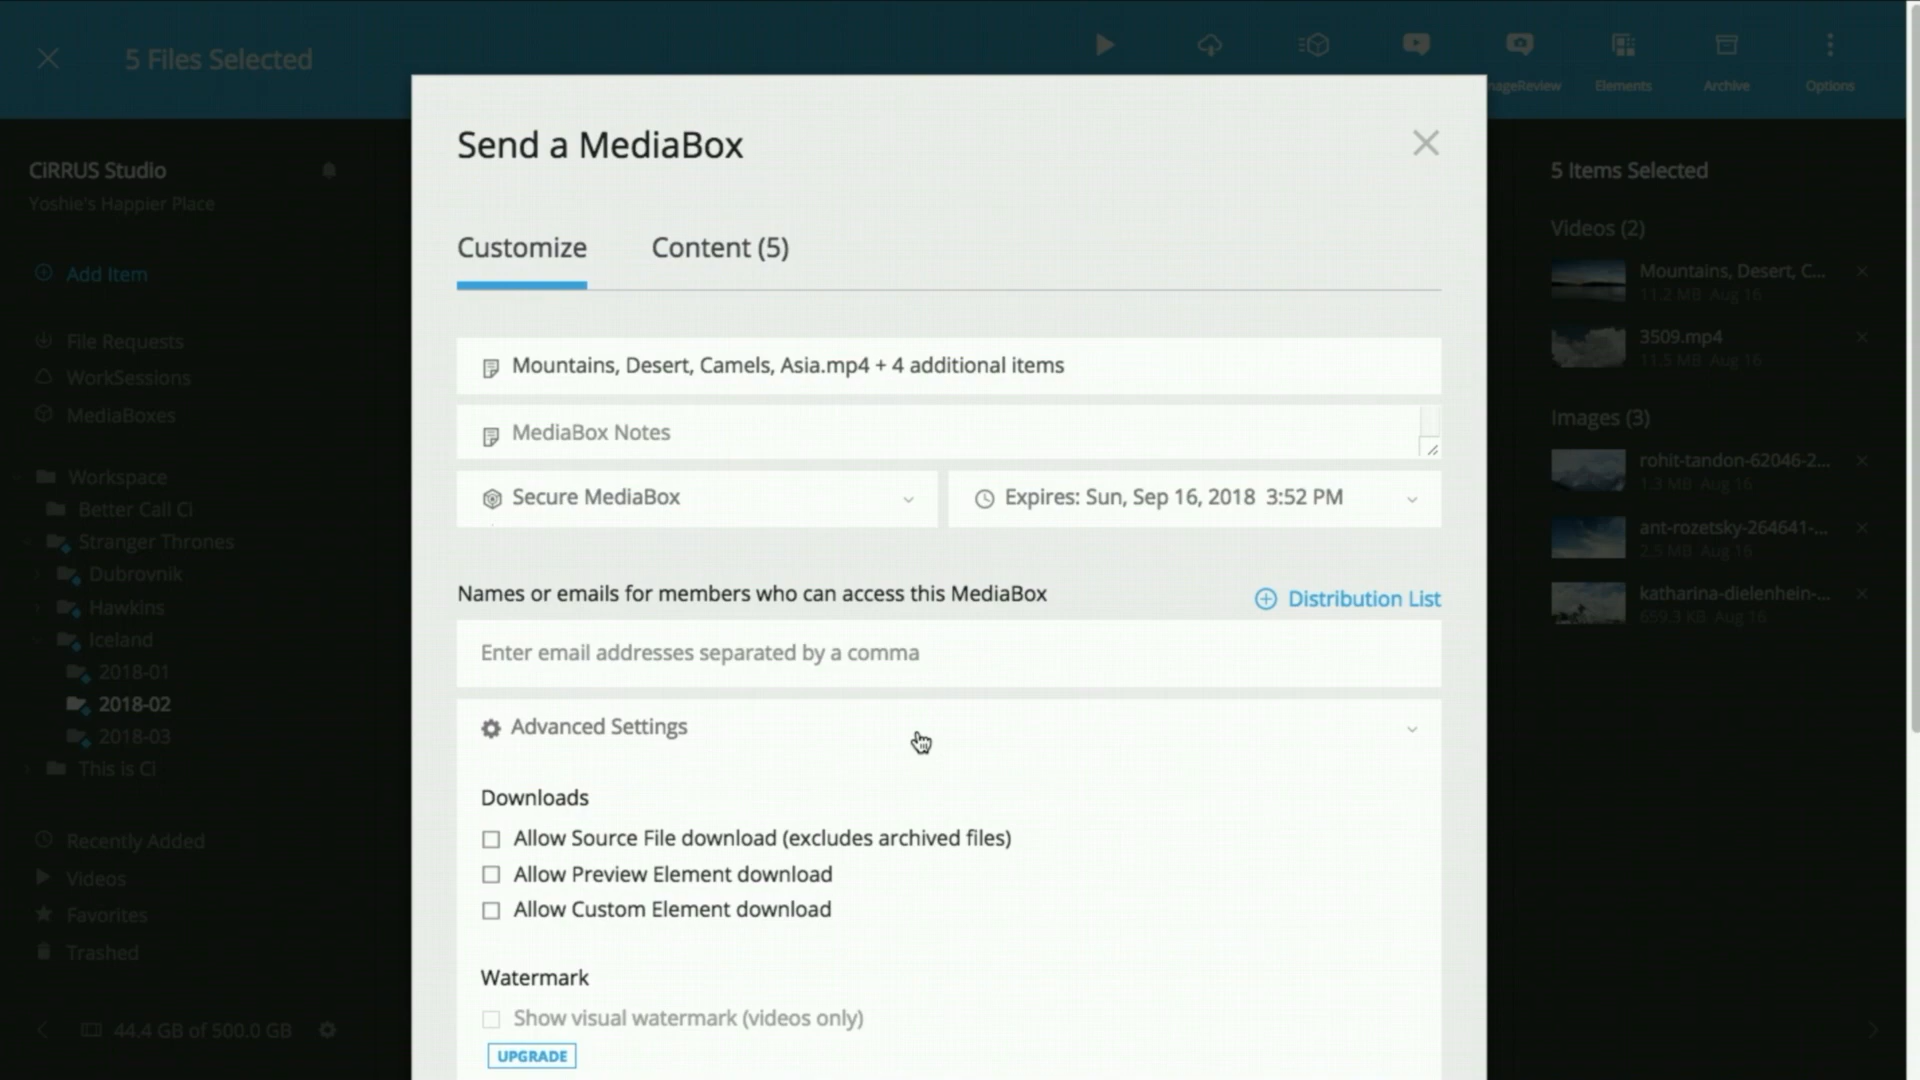 5 Files Selected
nageReview
Elements
Archive
Options
CiRRUS Studio
Yoshie's Happier Place
Add Item
File Requests
WorkSessions
MediaBoxes
Workspace
Better Call Ci
Stranger Thrones
Dubrovnik
Hawkins
Iceland
2018-01
2018-02
2018-03
This is Ci
Recently Added
Videos
Favorites
Trashed
44.4 GB of 500.0 GB
Send a MediaBox
Customize
Content (5)
Mountains, Desert, Camels, Asia.mp4 + 4 additional items
MediaBox Notes
Secure MediaBox
Expires: Sun, Sep 16, 2018 3:52 PM
Names or emails for members who can access this MediaBox
Distribution List
Enter email addresses separated by a comma
Advanced Settings
Downloads
Allow Source File download (excludes archived files)
Allow Preview Element download
Allow Custom Element download
Watermark
Show visual watermark (videos only)
UPGRADE
5 Items Selected
Videos (2)
Mountains, Desert, C...
11.2 MB Aug 16
3509.mp4
11.5 MB Aug 16
Images (3)
rohit-tandon-62046-2...
1.3 MB Aug 16
ant-rozetsky-264641-...
2.5 MB Aug 16
katharina-dielenhein-...
659.3 KB Aug 16